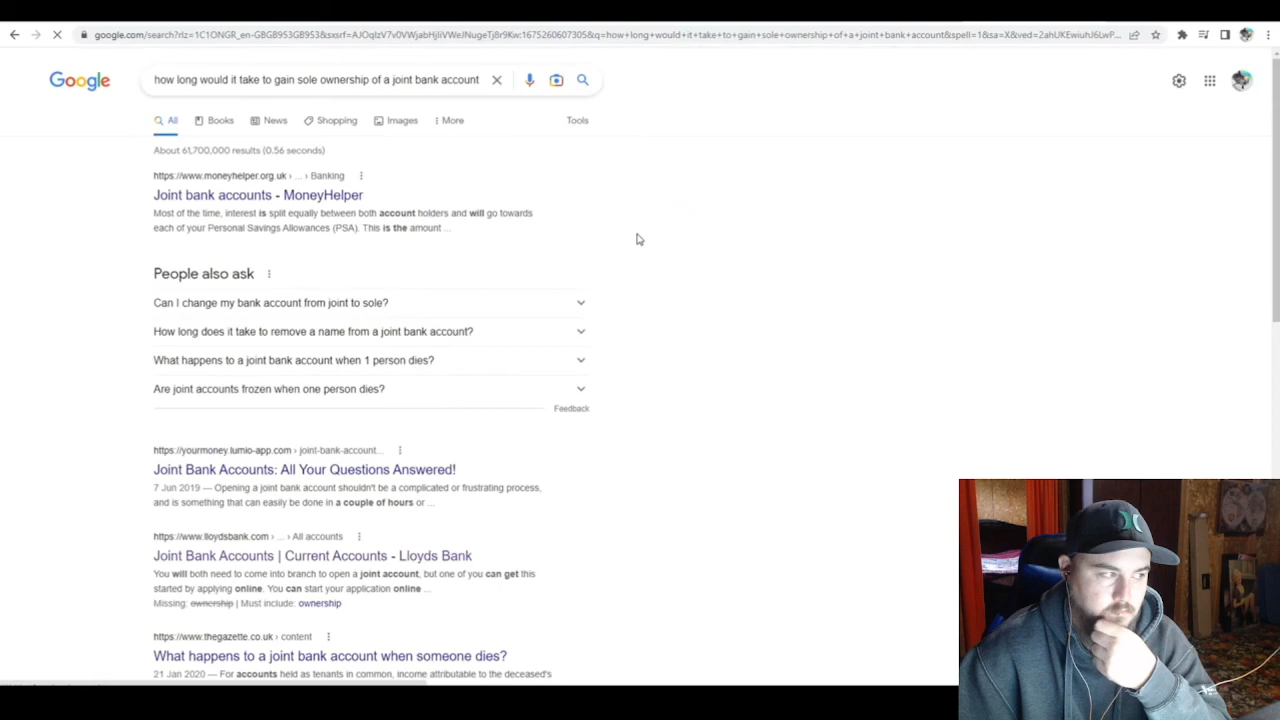 how long would it take to gain sole ownership of a joint bank account
Google
All Books News Shopping Images More Tools
About 61,700,000 results (0.56 seconds)
https://www.moneyhelper.org.uk › ... › Banking
Joint bank accounts - MoneyHelper
Most of the time, interest is split equally between both account holders and will go towards
each of your Personal Savings Allowances (PSA). This is the amount ...
People also ask
Can I change my bank account from joint to sole?
How long does it take to remove a name from a joint bank account?
What happens to a joint bank account when 1 person dies?
Are joint accounts frozen when one person dies?
Feedback
https://yourmoney.lumio-app.com › joint-bank-account...
Joint Bank Accounts: All Your Questions Answered!
7 Jun 2019 — Opening a joint bank account shouldn't be a complicated or frustrating process,
and is something that can easily be done in a couple of hours or ...
https://www.lloydsbank.com › ... › All accounts
Joint Bank Accounts | Current Accounts - Lloyds Bank
You will both need to come into branch to open a joint account, but one of you can get this
started by applying online. You can start your application online ...
Missing: ownership | Must include: ownership
https://www.thegazette.co.uk › content
What happens to a joint bank account when someone dies?
21 Jan 2020 — For accounts held as tenants in common, income attributable to the deceased's